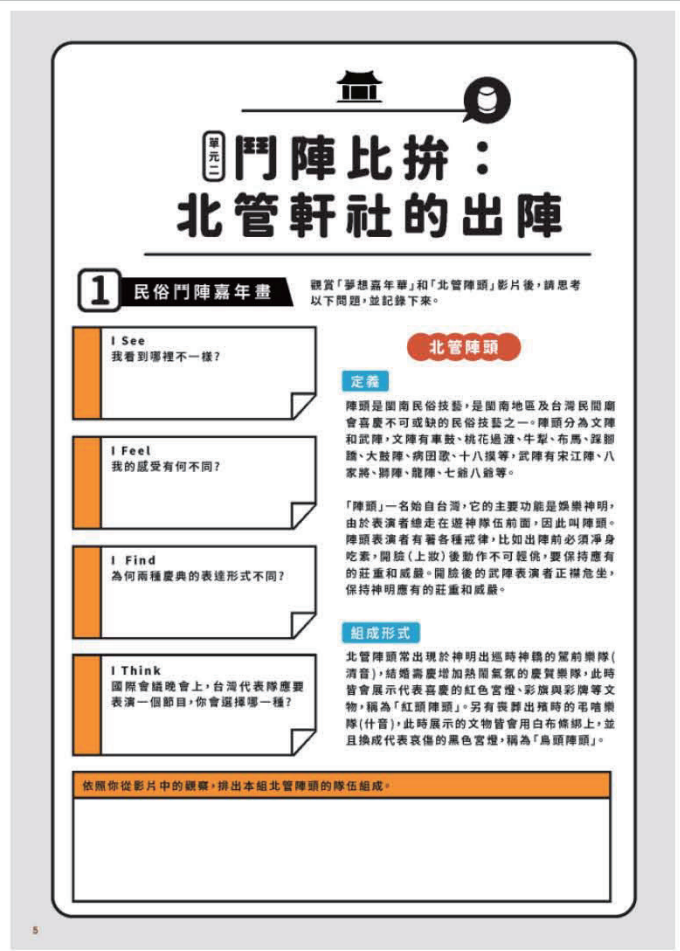 單元二
鬥陣比拚：
北管軒社的出陣
1 民俗鬥陣嘉年畫
觀賞「夢想嘉年華」和「北管陣頭」影片後，請思考
以下問題，並記錄下來。
I See
我看到哪裡不一樣？
I Feel
我的感受有何不同？
I Find
為何兩種慶典的表達形式不同？
I Think
國際會議晚會上，台灣代表隊應要
表演一個節目，你會選擇哪一種？
北管陣頭
定義
陣頭是閩南民俗技藝，是閩南地區及台灣民間廟
會喜慶不可或缺的民俗技藝之一。陣頭分為文陣
和武陣，文陣有車鼓、桃花過渡、牛犁、布馬、踩腳
蹺、大鼓陣、病囝歌、十八摸等，武陣有宋江陣、八
家將、獅陣、龍陣、七爺八爺等。
「陣頭」一名始自台灣，它的主要功能是娛樂神明，
由於表演者總走在遊神隊伍前面，因此叫陣頭。
陣頭表演者有著各種戒律，比如出陣前必須凈身
吃素，開臉（上妝）後動作不可輕佻，要保持應有
的莊重和威嚴。開臉後的武陣表演者正襟危坐，
保持神明應有的莊重和威嚴。
組成形式
北管陣頭常出現於神明出巡時神轎的駕前樂隊(
清音)，結婚壽慶增加熱鬧氣氛的慶賀樂隊，此時
皆會展示代表喜慶的紅色宮燈、彩旗與彩牌等文
物，稱為「紅頭陣頭」。另有喪葬出殯時的弔喑樂
隊(什音)，此時展示的文物皆會用白布條綁上，並
且換成代表哀傷的黑色宮燈，稱為「烏頭陣頭」。
依照你從影片中的觀察，排出本組北管陣頭的隊伍組成。
5